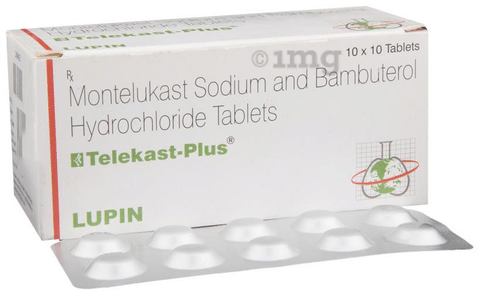 ©1mg
10 x 10 Tablets
Rx
Montelukast Sodium and Bambuterol
Hydrochloride Tablets
Telekast-Plus®
LUPIN